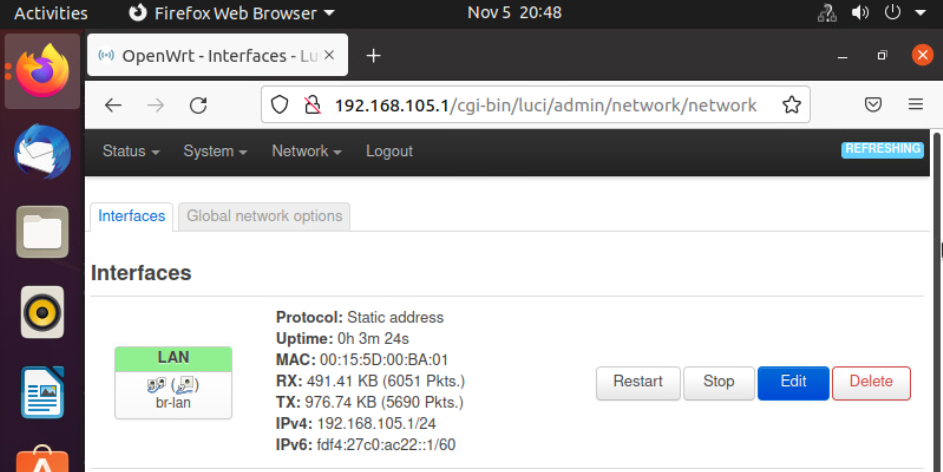 Activities Firefox Web Browser Nov 5 20:48
OpenWrt - Interfaces - Lu
192.168.105.1/cgi-bin/luci/admin/network/network
Status System Network Logout REFRESHING
Interfaces Global network options
Interfaces
Protocol: Static address
Uptime: 0h 3m 24s
LAN
MAC: 00:15:5D:00:BA:01
RX: 491.41 KB (6051 Pkts.)
Restart Stop Edit Delete
br-lan
TX: 976.74 KB (5690 Pkts.)
IPv4: 192.168.105.1/24
IPv6: fdf4:27c0:ac22::1/60